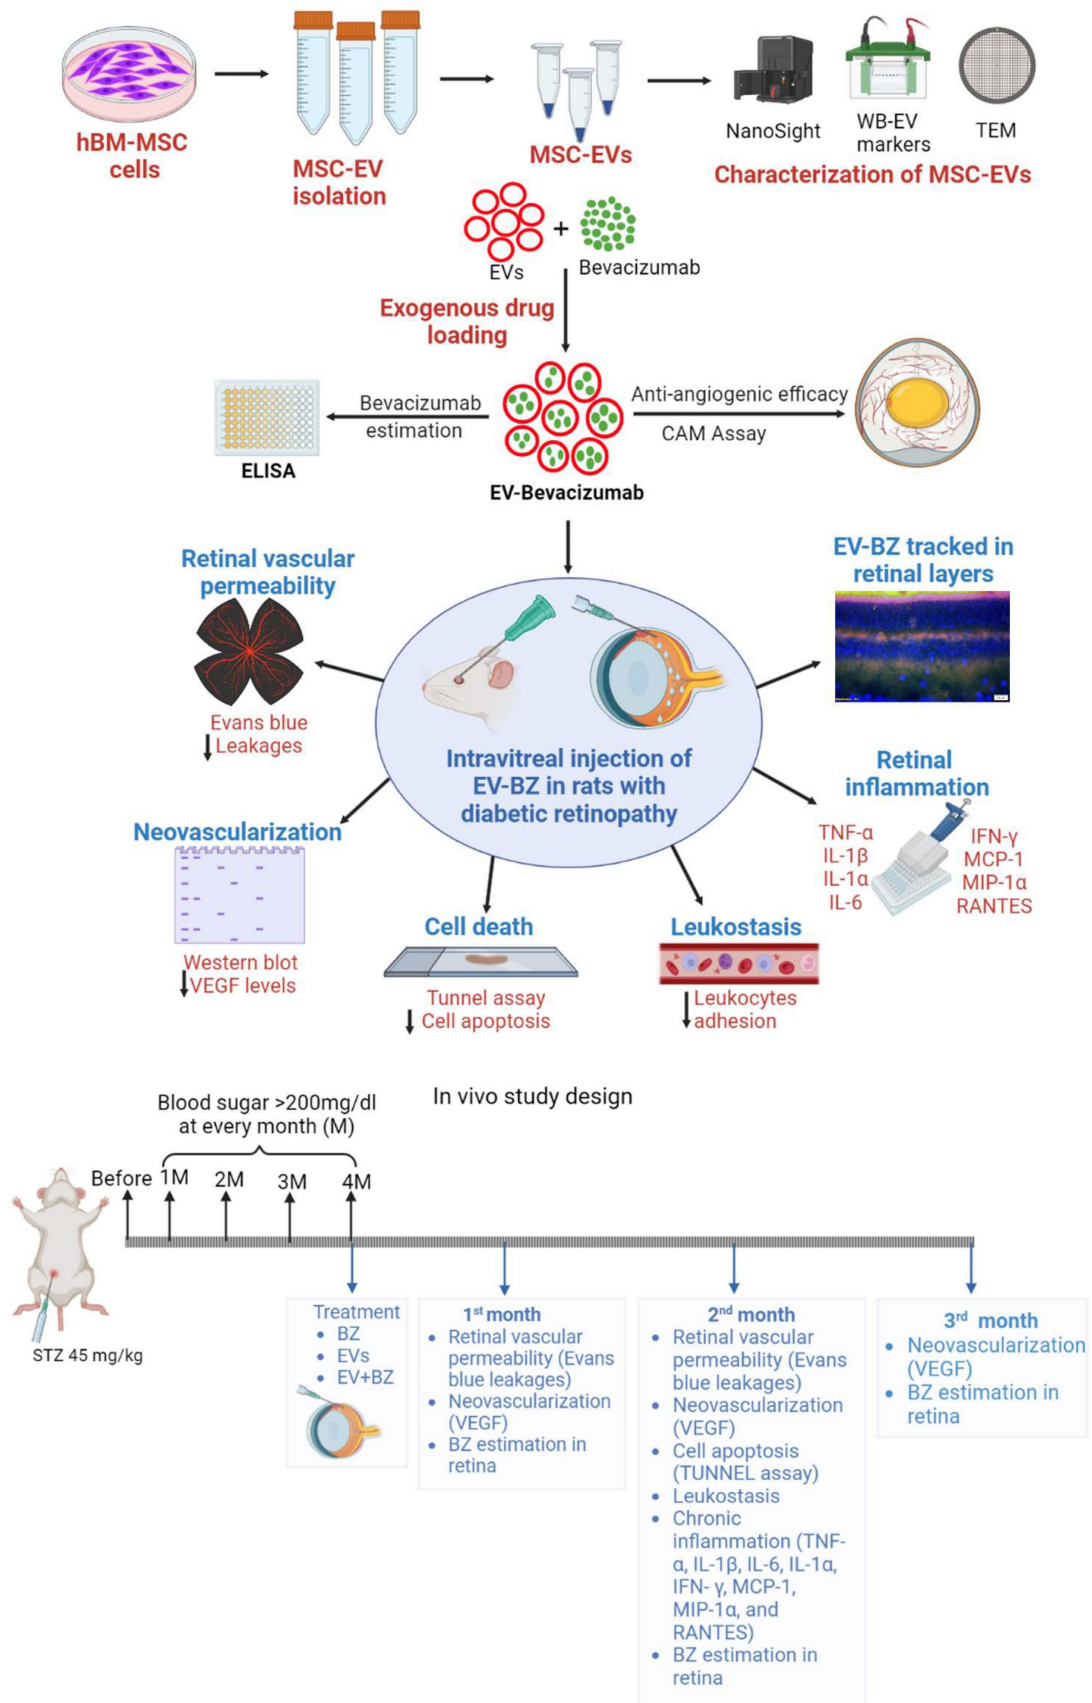 hBM-MSC
cells
MSC-EV
isolation
MSC-EVs
NanoSight
WB-EV
markers
TEM
Characterization of MSC-EVs
+
EVs
Bevacizumab
Exogenous drug
loading
Bevacizumab
estimation
Anti-angiogenic efficacy
CAM Assay
ELISA
EV-Bevacizumab
Retinal vascular
permeability
Evans blue
Leakages
EV-BZ tracked in
retinal layers
Intravitreal injection of
EV-BZ in rats with
diabetic retinopathy
Retinal
inflammation
TNF-α
IL-1β
IL-1α
IL-6
IFN-γ
MCP-1
MIP-1α
RANTES
Neovascularization
Western blot
VEGF levels
Cell death
Tunnel assay
Cell apoptosis
Leukostasis
Leukocytes
adhesion
In vivo study design
Blood sugar >200mg/dl
at every month (M)
Before
1M
2M
3M
4M
STZ 45 mg/kg
Treatment
• BZ
• EVs
• EV+BZ
1st month
• Retinal vascular
permeability (Evans
blue leakages)
• Neovascularization
(VEGF)
• BZ estimation in
retina
2nd month
• Retinal vascular
permeability (Evans
blue leakages)
• Neovascularization
(VEGF)
• Cell apoptosis
(TUNNEL assay)
• Leukostasis
• Chronic
inflammation (TNF-
α, IL-1β, IL-6, IL-1α,
IFN- γ, MCP-1,
MIP-1α, and
RANTES)
• BZ estimation in
retina
3rd month
• Neovascularization
(VEGF)
• BZ estimation in
retina